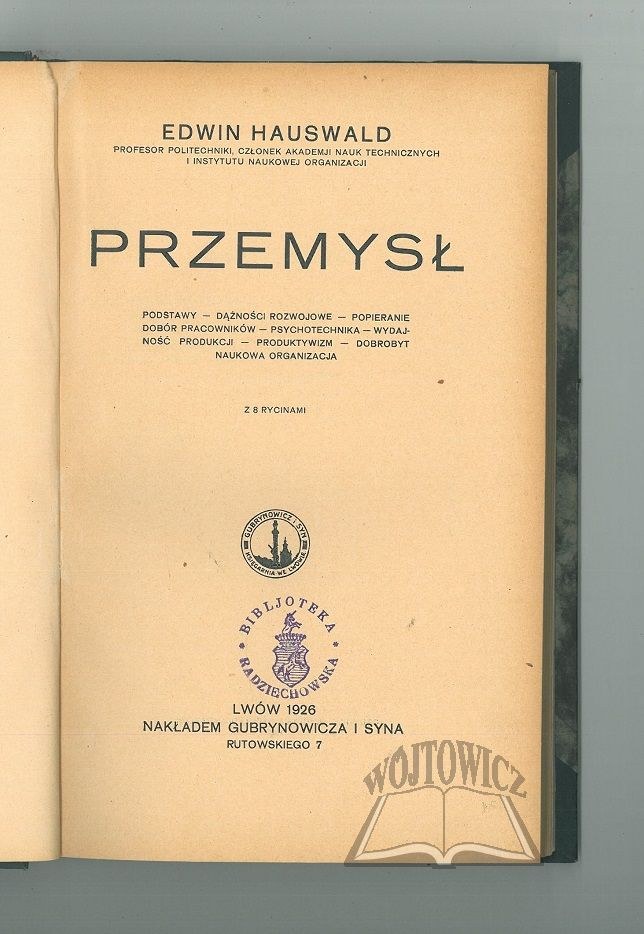 EDWIN HAUSWALD
PROFESOR POLITECHNIKI, CZŁONEK AKADEMJI NAUK TECHNICZNYCH
I INSTYTUTU NAUKOWEJ ORGANIZACJI
PRZEMYSŁ
PODSTAWY — DĄŻNOŚCI ROZWOJOWE — POPIERANIE
DOBÓR PRACOWNIKÓW — PSYCHOTECHNIKA — WYDAJ-
NOŚĆ PRODUKCJI — PRODUKTYWIZM — DOBROBYT
NAUKOWA ORGANIZACJA
Z 8 RYCINAMI
GUBRYNOWICZ I SYN
KSIĘGARNIA WE LWOWIE
* BIBLJOTEKA *
RADZIECHOWSKA
LWÓW 1926
NAKŁADEM GUBRYNOWICZA I SYNA
RUTOWSKIEGO 7
WÓJTOWICZ